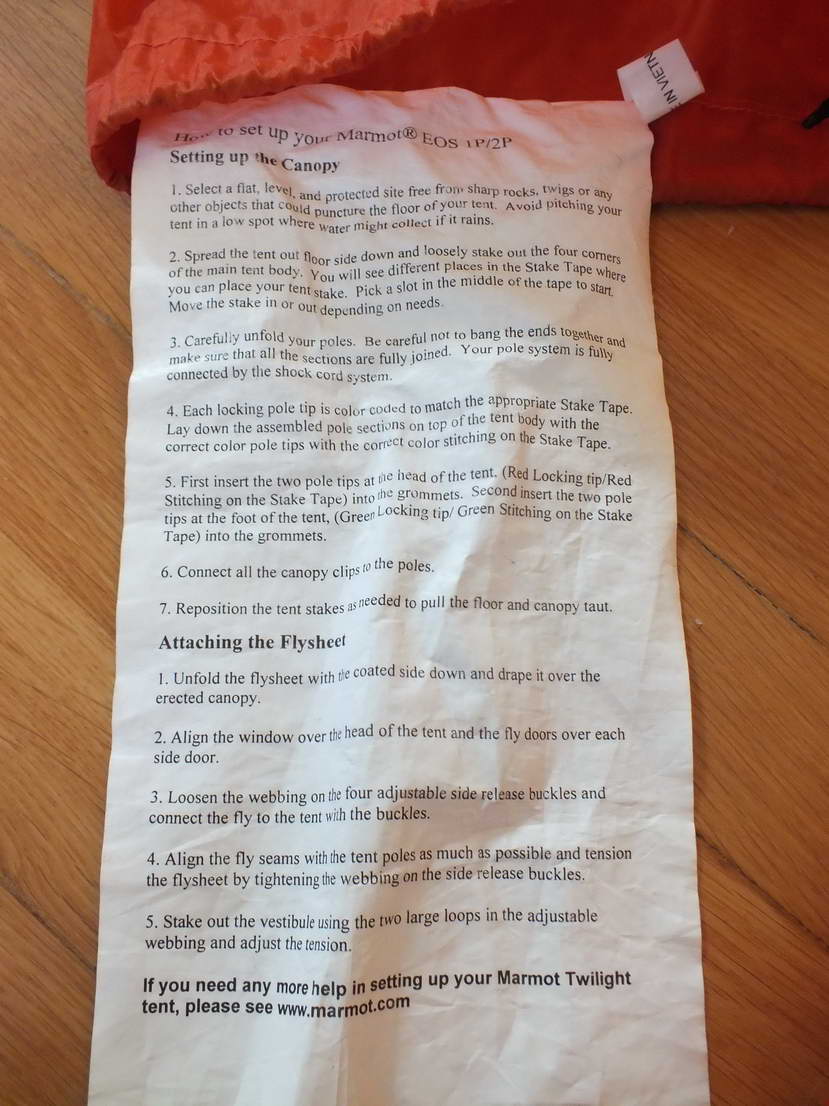 IN VIETN
How to set up your Marmot® EOS 1P/2P
Setting up the Canopy
1. Select a flat, level, and protected site free from sharp rocks, twigs or any
other objects that could puncture the floor of your tent. Avoid pitching your
tent in a low spot where water might collect if it rains.
2. Spread the tent out floor side down and loosely stake out the four corners
of the main tent body. You will see different places in the Stake Tape where
you can place your tent stake. Pick a slot in the middle of the tape to start.
Move the stake in or out depending on needs.
3. Carefully unfold your poles. Be careful not to bang the ends together and
make sure that all the sections are fully joined. Your pole system is fully
connected by the shock cord system.
4. Each locking pole tip is color coded to match the appropriate Stake Tape.
Lay down the assembled pole sections on top of the tent body with the
correct color pole tips with the correct color stitching on the Stake Tape.
5. First insert the two pole tips at the head of the tent. (Red Locking tip/Red
Stitching on the Stake Tape) into the grommets. Second insert the two pole
tips at the foot of the tent, (Green Locking tip/ Green Stitching on the Stake
Tape) into the grommets.
6. Connect all the canopy clips to the poles.
7. Reposition the tent stakes as needed to pull the floor and canopy taut.
Attaching the Flysheet
1. Unfold the flysheet with the coated side down and drape it over the
erected canopy.
2. Align the window over the head of the tent and the fly doors over each
side door.
3. Loosen the webbing on the four adjustable side release buckles and
connect the fly to the tent with the buckles.
4. Align the fly seams with the tent poles as much as possible and tension
the flysheet by tightening the webbing on the side release buckles.
5. Stake out the vestibule using the two large loops in the adjustable
webbing and adjust the tension.
If you need any more help in setting up your Marmot Twilight
tent, please see www.marmot.com